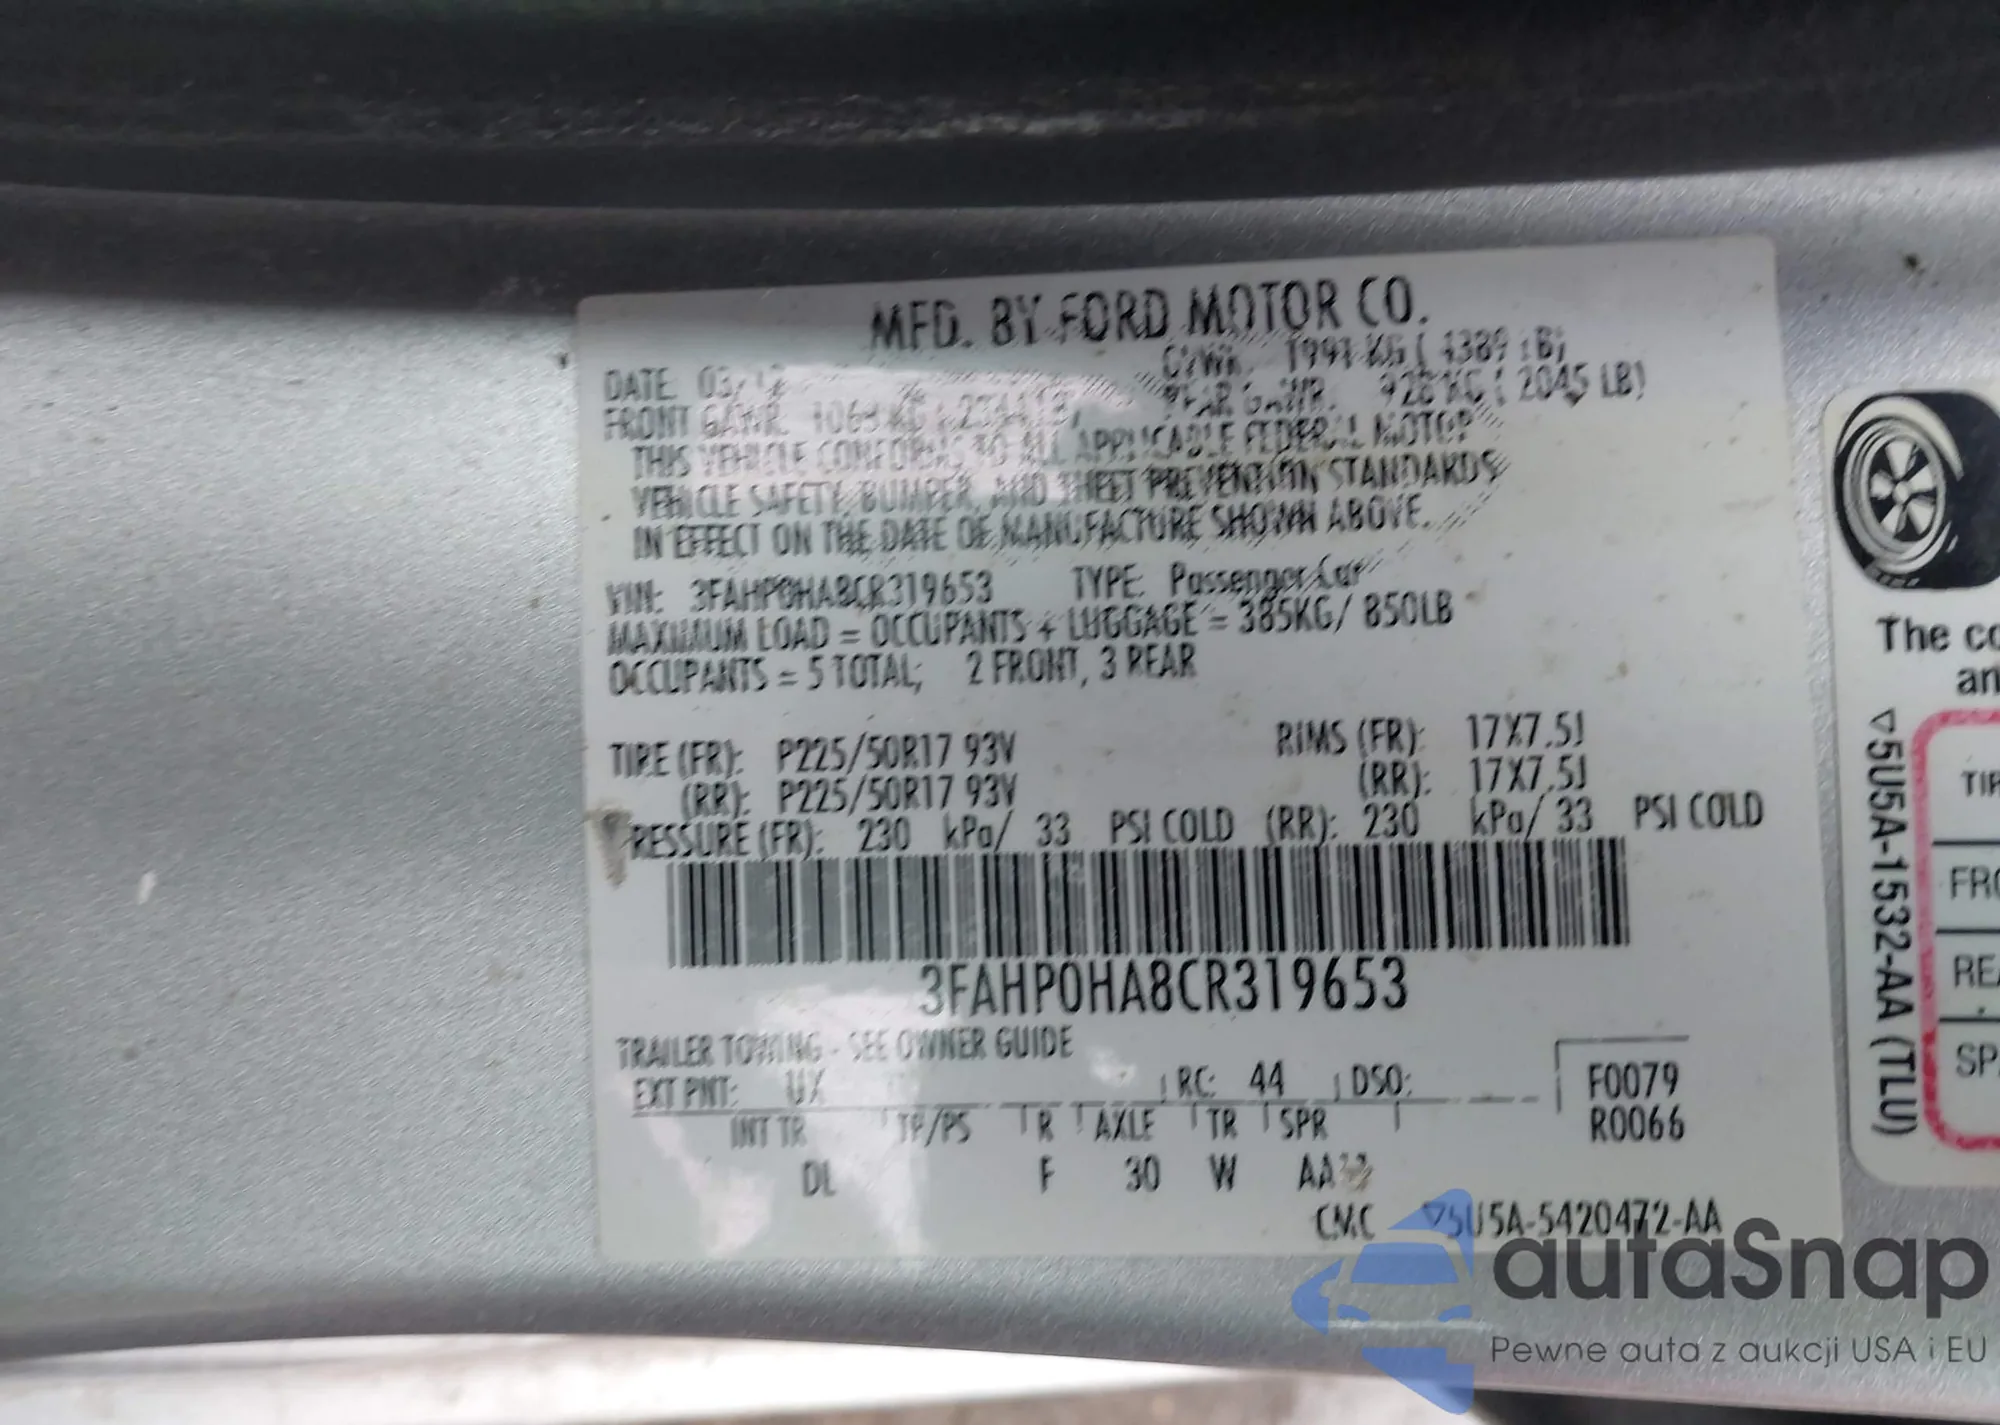 MFD. BY FORD MOTOR CO.
DATE: 03/12
GVWR: 1991 KG ( 4389 LB)
FRONT GAWR: KG
REAR GAWR: 928 KG ( 2045 LB)
THIS VEHICLE CONFORMS TO ALL APPLICABLE FEDERAL MOTOR
VEHICLE SAFETY, BUMPER, AND THEFT PREVENTION STANDARDS
IN EFFECT ON THE DATE OF MANUFACTURE SHOWN ABOVE.
VIN: 3FAHP0HA8CR319653 TYPE: Passenger Car
MAXIMUM LOAD = OCCUPANTS + LUGGAGE = 385KG/ 850LB
OCCUPANTS = 5 TOTAL; 2 FRONT, 3 REAR
TIRE (FR): P225/50R17 93V RIMS (FR): 17X7.5J
(RR): P225/50R17 93V (RR): 17X7.5J
PRESSURE (FR): 230 kPa/ 33 PSI COLD (RR): 230 kPa/ 33 PSI COLD
3FAHP0HA8CR319653
TRAILER TOWING - SEE OWNER GUIDE
EXT PNT: UX RC: 44 DSO: F0079
INT TR TP/PS R AXLE TR SPR R0066
DL F 30 W
CMC ▽5U5A-5420472-AA
The
an
▽5U5A-1532-AA (TLU)
autaSnap
Pewne auta z aukcji USA i EU